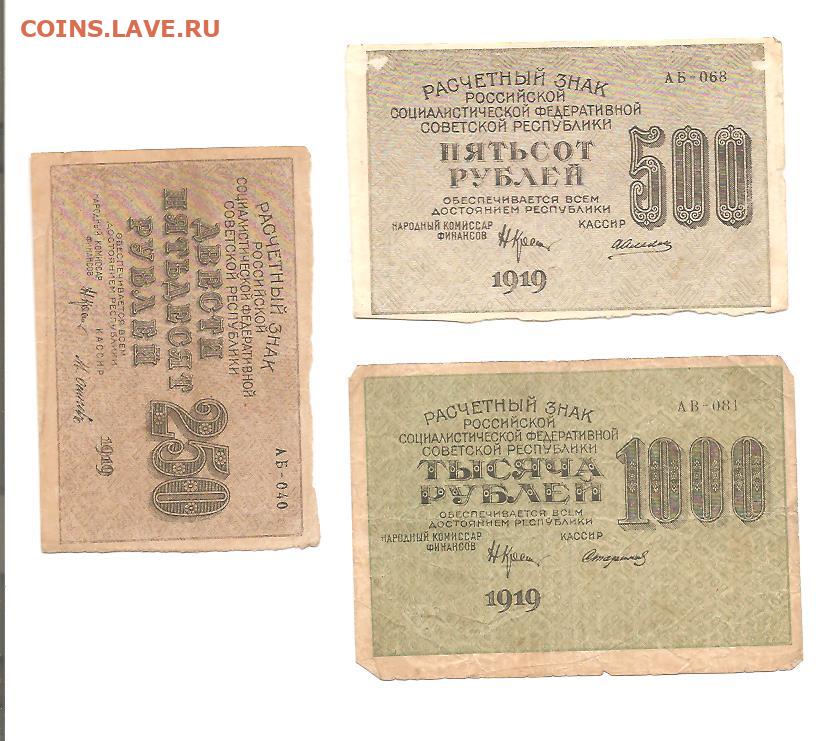 COINS.LAVE.RU
РАСЧЕТНЫЙ ЗНАК
РОССИЙСКОЙ
СОЦИАЛИСТИЧЕСКОЙ ФЕДЕРАТИВНОЙ
СОВЕТСКОЙ РЕСПУБЛИКИ
ДВЕСТИ
ПЯТЬДЕСЯТ
РУБЛЕЙ
ОБЕСПЕЧИВАЕТСЯ ВСЕМ
ДОСТОЯНИЕМ РЕСПУБЛИКИ
НАРОДНЫЙ КОМИССАР
ФИНАНСОВ
КАССИР
1919
250
АБ-040
АБ-068
РАСЧЕТНЫЙ ЗНАК
РОССИЙСКОЙ
СОЦИАЛИСТИЧЕСКОЙ ФЕДЕРАТИВНОЙ
СОВЕТСКОЙ РЕСПУБЛИКИ
ПЯТЬСОТ
РУБЛЕЙ
500
ОБЕСПЕЧИВАЕТСЯ ВСЕМ
ДОСТОЯНИЕМ РЕСПУБЛИКИ
НАРОДНЫЙ КОМИССАР
ФИНАНСОВ
КАССИР
1919
АВ-081
РАСЧЕТНЫЙ ЗНАК
РОССИЙСКОЙ
СОЦИАЛИСТИЧЕСКОЙ ФЕДЕРАТИВНОЙ
СОВЕТСКОЙ РЕСПУБЛИКИ
ТЫСЯЧА
РУБЛЕЙ
1000
ОБЕСПЕЧИВАЕТСЯ ВСЕМ
ДОСТОЯНИЕМ РЕСПУБЛИКИ
НАРОДНЫЙ КОМИССАР
ФИНАНСОВ
КАССИР
1919